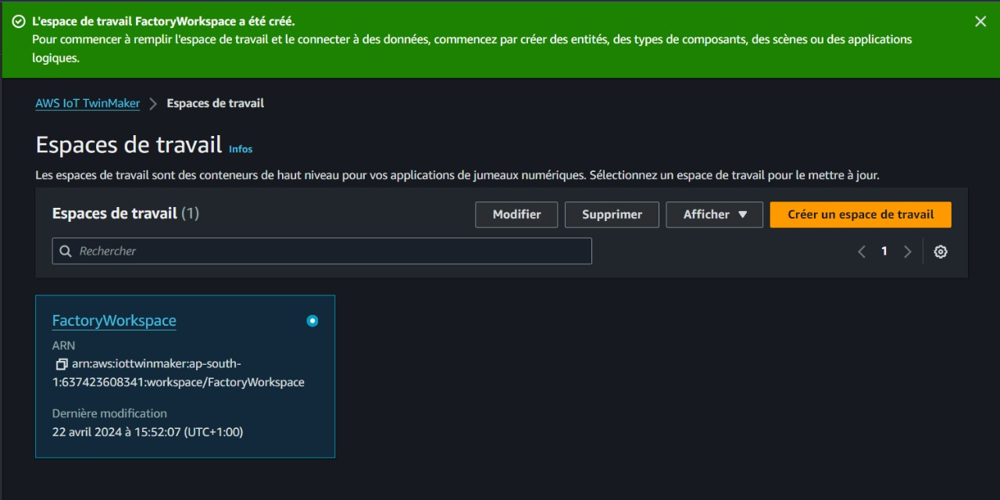 L'espace de travail FactoryWorkspace a été créé.
Pour commencer à remplir l'espace de travail et le connecter à des données, commencez par créer des entités, des types de composants, des scènes ou des applications
logiques.
AWS IoT TwinMaker > Espaces de travail
Espaces de travail Infos
Les espaces de travail sont des conteneurs de haut niveau pour vos applications de jumeaux numériques. Sélectionnez un espace de travail pour le mettre à jour.
Espaces de travail (1) Modifier Supprimer Afficher Créer un espace de travail
Rechercher 1
FactoryWorkspace
ARN
arn:aws:iottwinmaker:ap-south-
1:637423608341:workspace/FactoryWorkspace
Dernière modification
22 avril 2024 à 15:52:07 (UTC+1:00)